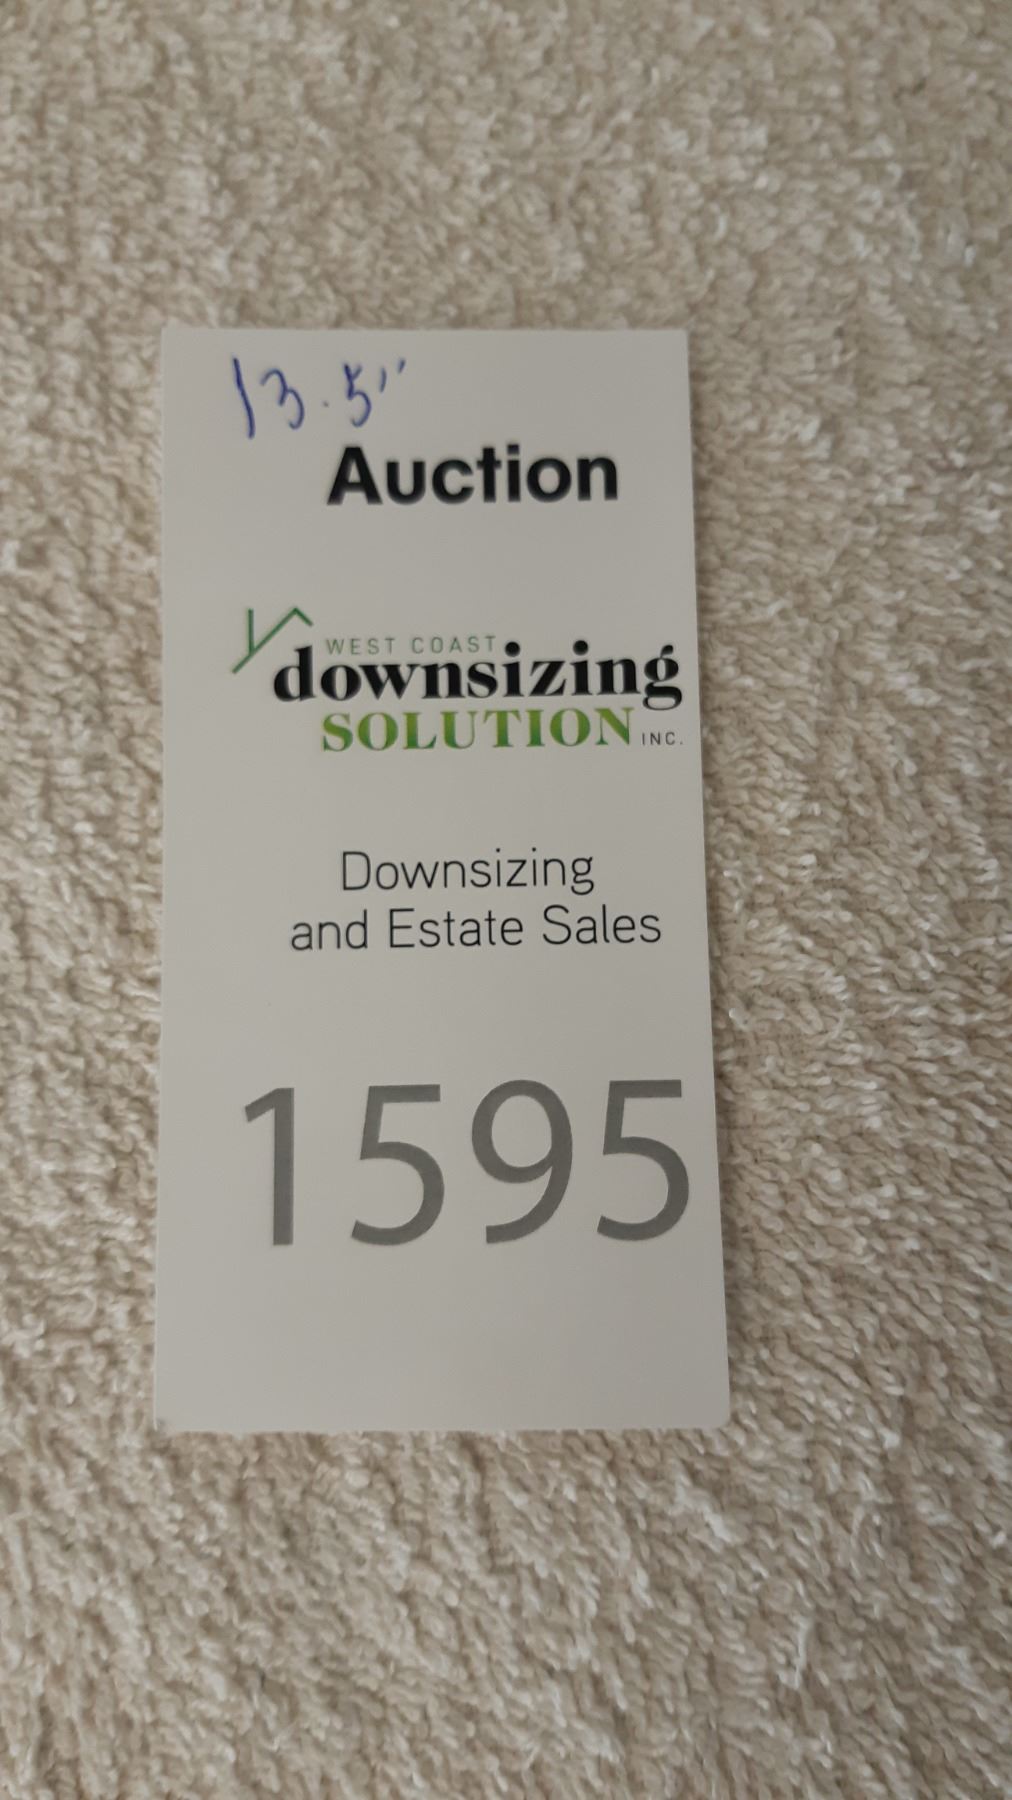 13.5"
Auction
WEST COAST
downsizing
SOLUTION INC.
Downsizing
and Estate Sales
1595